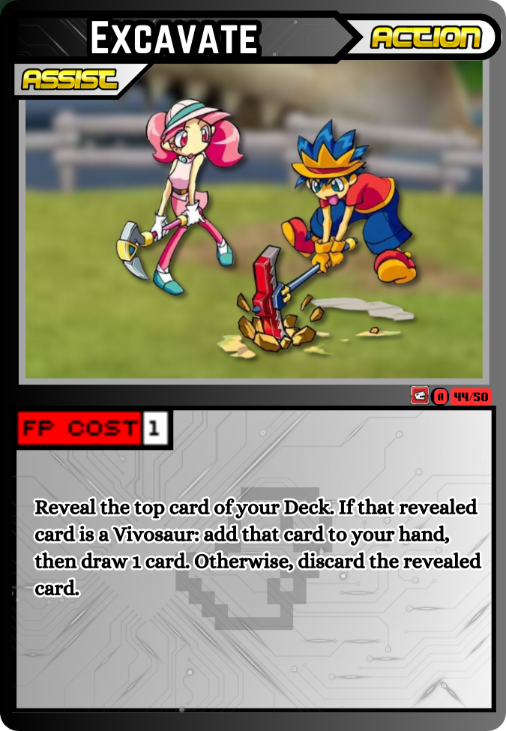 EXCAVATE
ACTION
ASSIST
A 44/50
FP COST 1
Reveal the top card of your Deck. If that revealed
card is a Vivosaur: add that card to your hand,
then draw 1 card. Otherwise, discard the revealed
card.